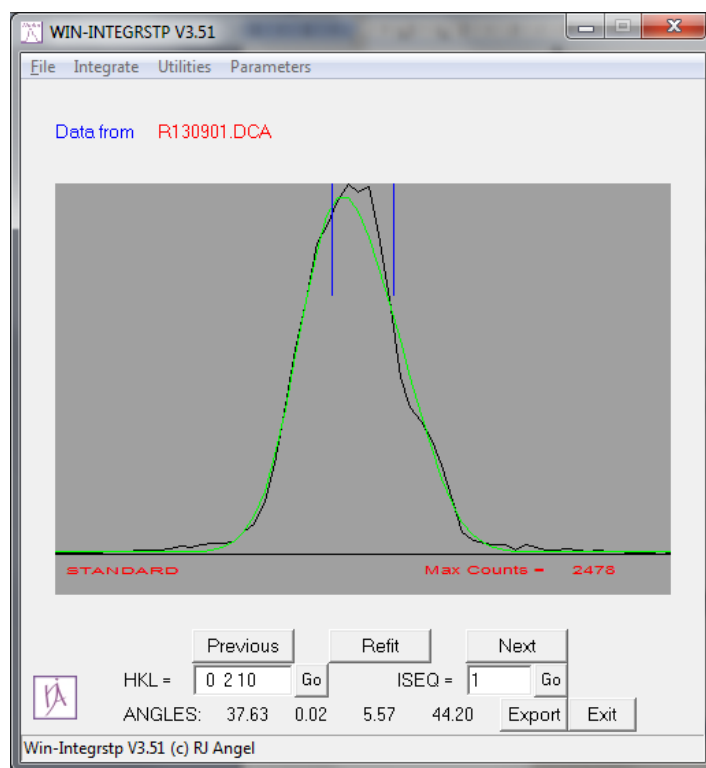 WIN-INTEGRSTP V3.51
File Integrate Utilities Parameters
Data from R130901.DCA
STANDARD Max Counts = 2478
Previous Refit Next
HKL = 0 2 10 Go ISEQ = 1 Go
ANGLES: 37.63 0.02 5.57 44.20 Export Exit
Win-Integrstp V3.51 (c) RJ Angel